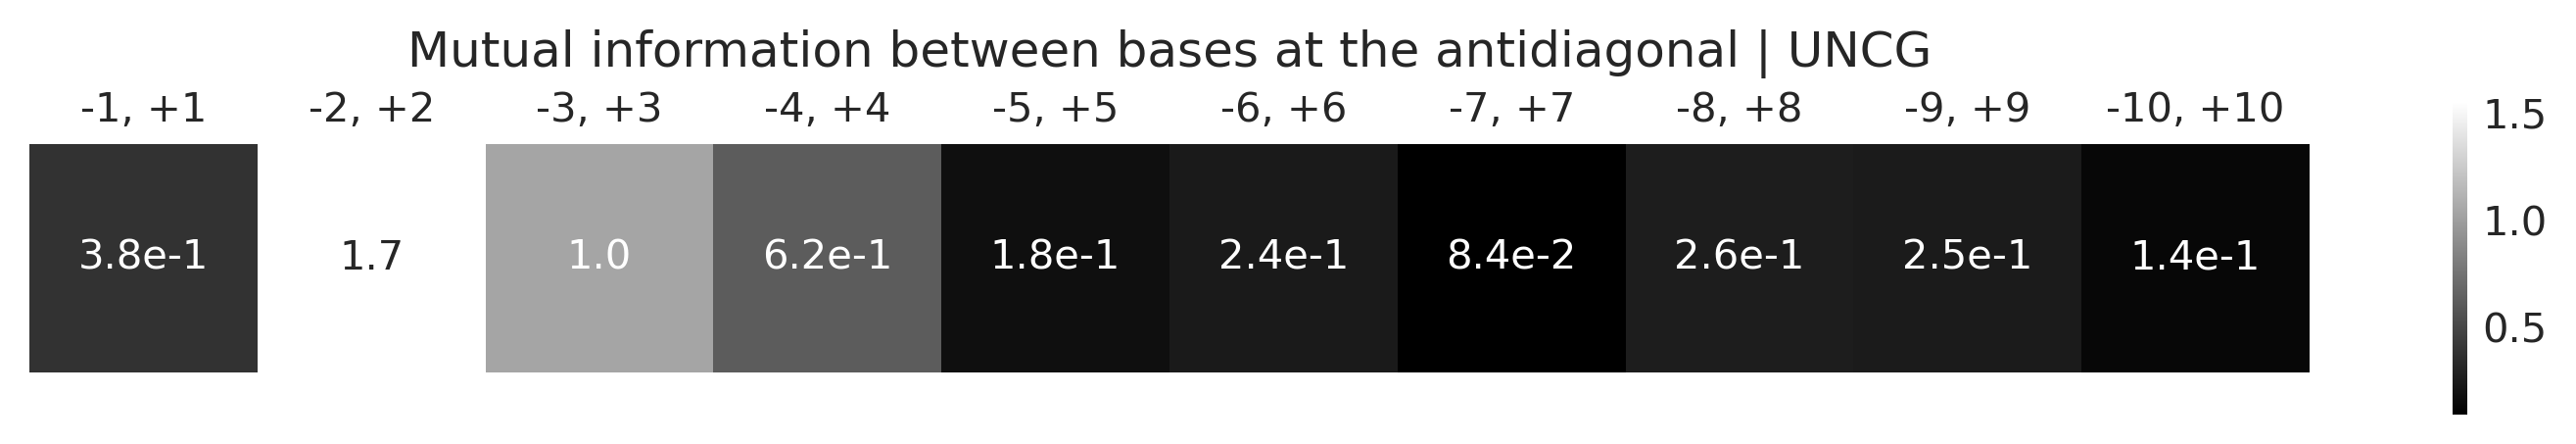 Mutual information between bases at the antidiagonal | UNCG
-1, +1 -2, +2 -3, +3 -4, +4 -5, +5 -6, +6 -7, +7 -8, +8 -9, +9 -10, +10
3.8e-1 1.7 1.0 6.2e-1 1.8e-1 2.4e-1 8.4e-2 2.6e-1 2.5e-1 1.4e-1
1.5
1.0
0.5